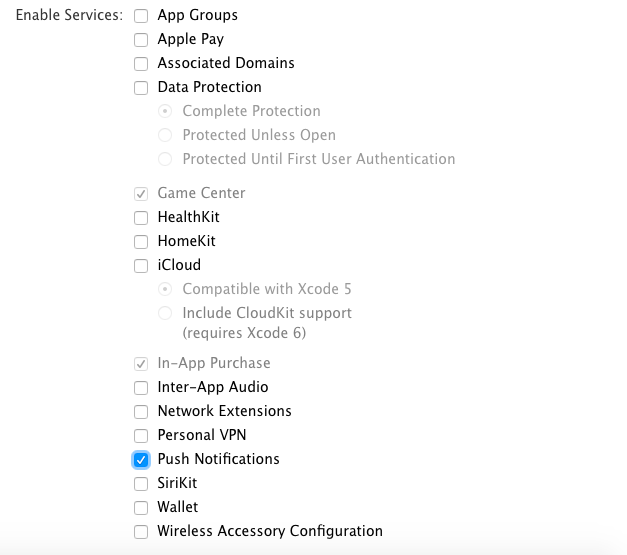 Enable Services:
App Groups
Apple Pay
Associated Domains
Data Protection
Complete Protection
Protected Unless Open
Protected Until First User Authentication
Game Center
HealthKit
HomeKit
iCloud
Compatible with Xcode 5
Include CloudKit support
(requires Xcode 6)
In-App Purchase
Inter-App Audio
Network Extensions
Personal VPN
Push Notifications
SiriKit
Wallet
Wireless Accessory Configuration